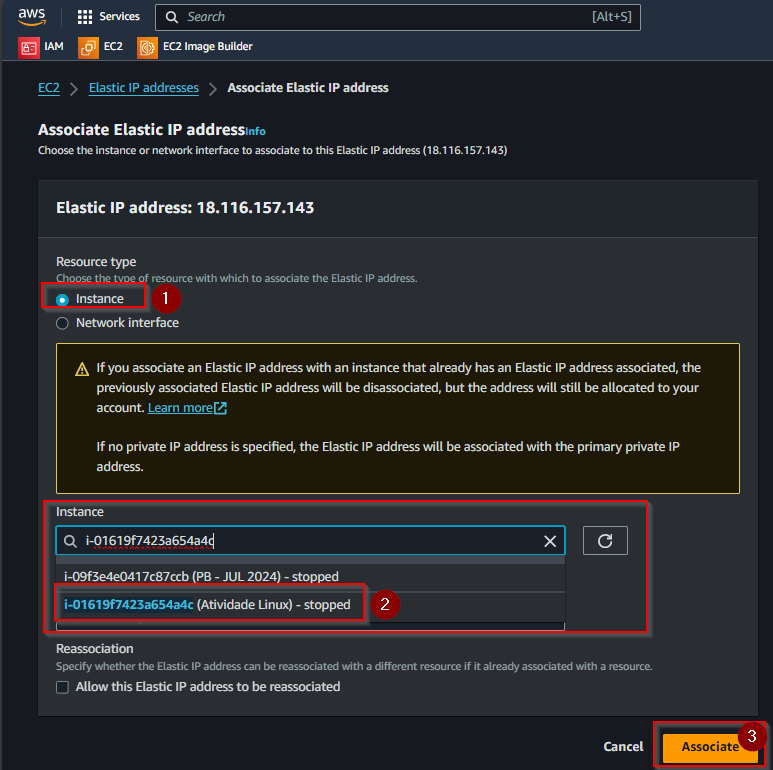 aws
Services
Search
[Alt+S]
IAM
EC2
EC2 Image Builder
EC2 > Elastic IP addresses > Associate Elastic IP address
Associate Elastic IP address Info
Choose the instance or network interface to associate to this Elastic IP address (18.116.157.143)
Elastic IP address: 18.116.157.143
Resource type
Choose the type of resource with which to associate the Elastic IP address.
Instance
1
Network interface
If you associate an Elastic IP address with an instance that already has an Elastic IP address associated, the
previously associated Elastic IP address will be disassociated, but the address will still be allocated to your
account. Learn more
If no private IP address is specified, the Elastic IP address will be associated with the primary private IP
address.
Instance
i-01619f7423a654a4c
i-09f3e4e0417c87ccb (PB - JUL 2024) - stopped
i-01619f7423a654a4c (Atividade Linux) - stopped
2
Reassociation
Specify whether the Elastic IP address can be reassociated with a different resource if it already associated with a resource.
Allow this Elastic IP address to be reassociated
Cancel
Associate
3